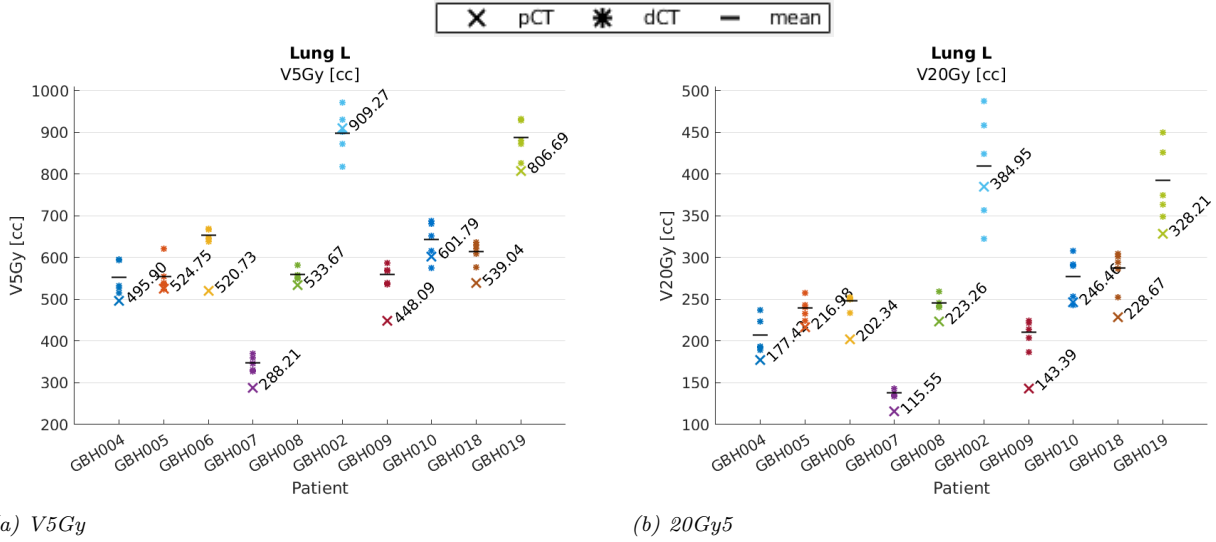 pCT dCT mean
Lung L
V5Gy [cc]
1000
900
800
700
600
500
400
300
200
V5Gy [cc]
495.90
524.75
520.73
288.21
533.67
909.27
448.09
601.79
539.04
806.69
GBH004 GBH005 GBH006 GBH007 GBH008 GBH002 GBH009 GBH010 GBH018 GBH019
Patient
a) V5Gy
Lung L
V20Gy [cc]
500
450
400
350
300
250
200
150
100
V20Gy [cc]
216.98
202.34
115.55
223.26
384.95
143.39
246.46
228.67
328.21
GBH004 GBH005 GBH006 GBH007 GBH008 GBH002 GBH009 GBH010 GBH018 GBH019
Patient
(b) 20Gy5